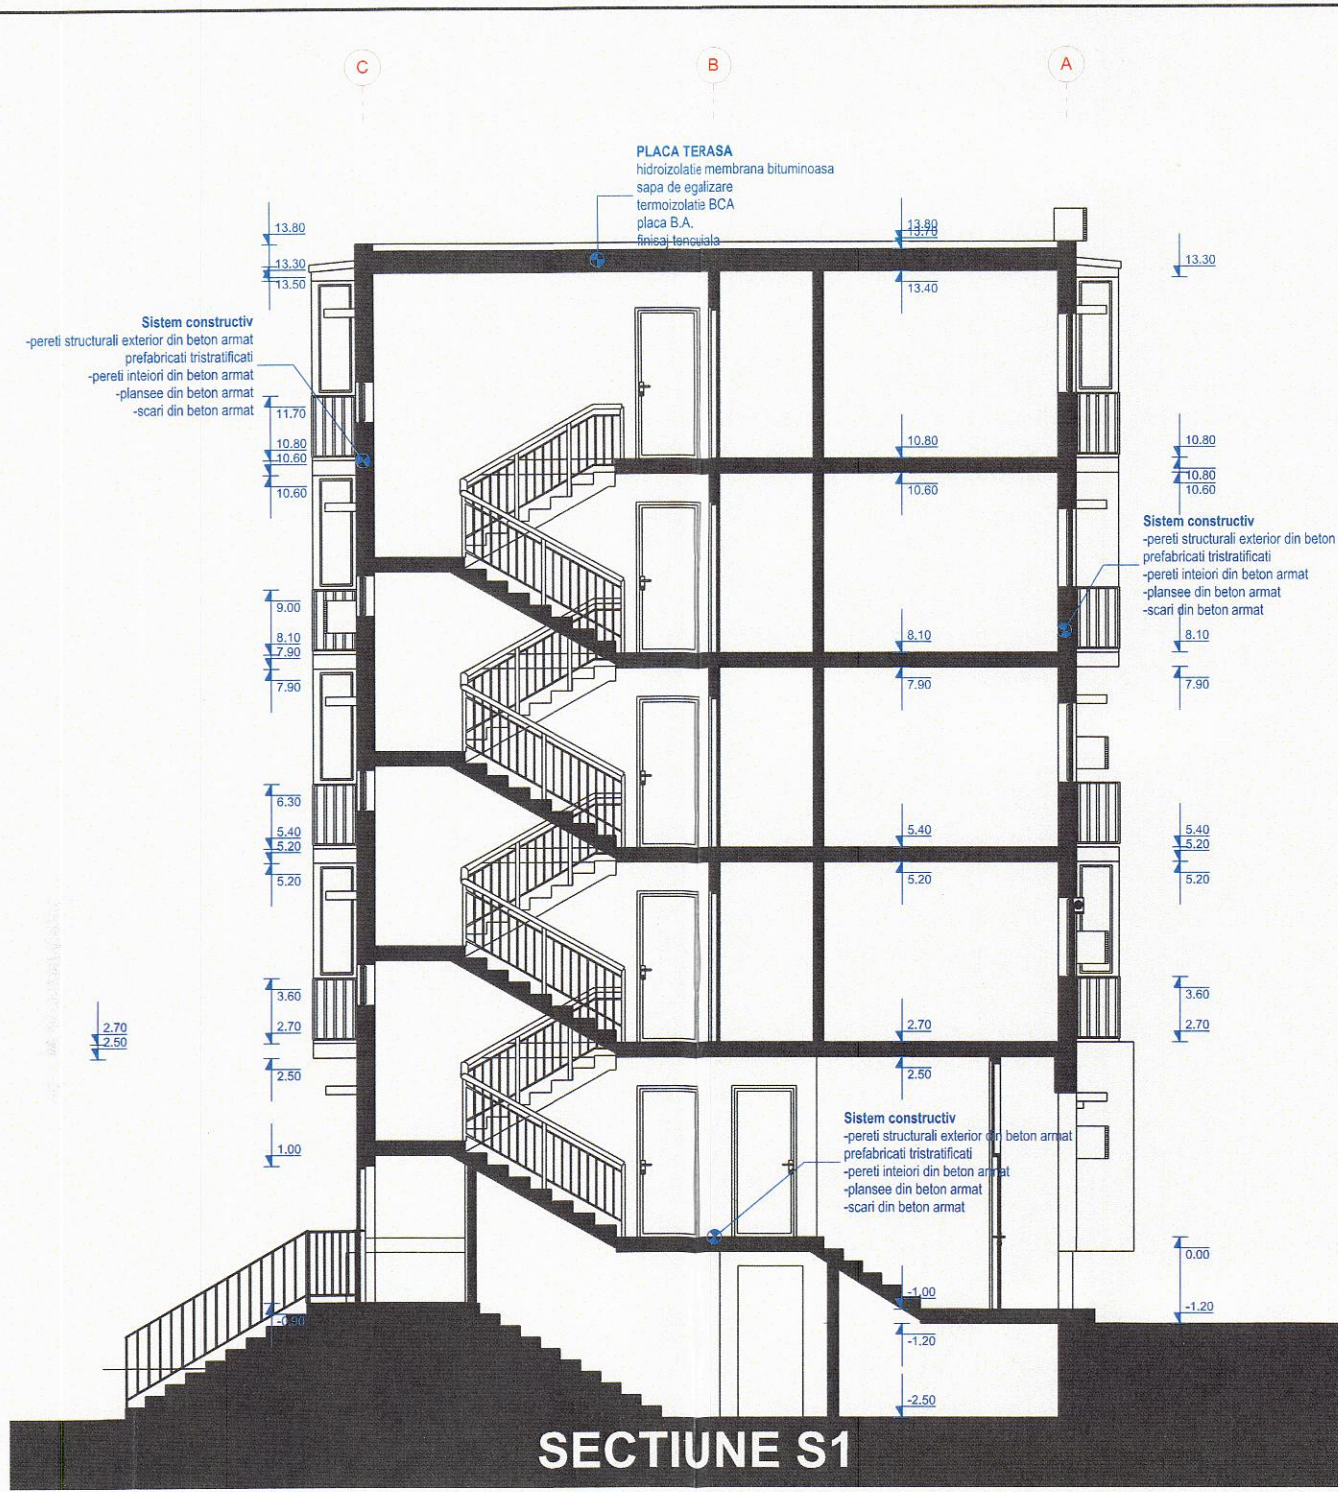 C
B
A
PLACA TERASA
hidroizolatie membrana bituminoasa
sapa de egalizare
termoizolatie BCA
placa B.A.
finisaj tencuiala
13.80
13.30
13.50
13.80
13.70
13.40
13.30
Sistem constructiv
-pereti structurali exterior din beton armat
prefabricati tristratificati
-pereti inteiori din beton armat
-plansee din beton armat
-scari din beton armat
11.70
10.80
10.60
10.60
10.80
10.60
10.80
10.80
10.60
Sistem constructiv
-pereti structurali exterior din beton
prefabricati tristratificati
-pereti inteiori din beton armat
-plansee din beton armat
-scari din beton armat
9.00
8.10
7.90
7.90
8.10
7.90
8.10
7.90
6.30
5.40
5.20
5.20
5.40
5.20
5.40
5.20
5.20
3.60
2.70
2.50
2.70
2.50
3.60
2.70
2.70
2.50
1.00
Sistem constructiv
-pereti structurali exterior din beton armat
prefabricati tristratificati
-pereti inteiori din beton armat
-plansee din beton armat
-scari din beton armat
0.00
-1.20
-0.90
-1.00
-1.20
-2.50
SECTIUNE S1